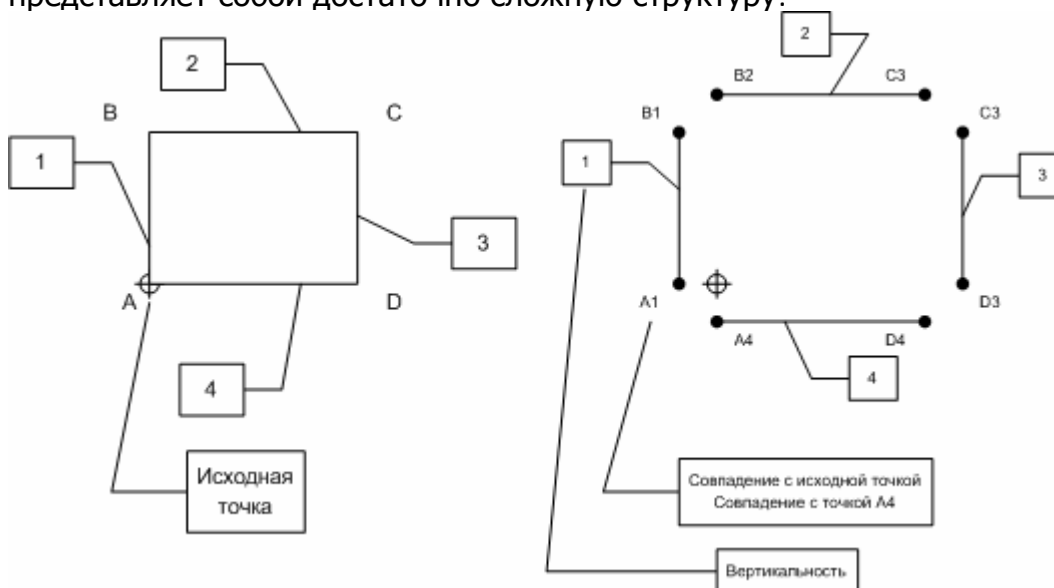 представляет собой достаточно сложную структуру.
2
B
C
1
3
A
D
4
Исходная
точка
2
B2
C3
B1
C3
1
3
A1
D3
A4
D4
4
Совпадение с исходной точкой
Совпадение с точкой А4
Вертикальность